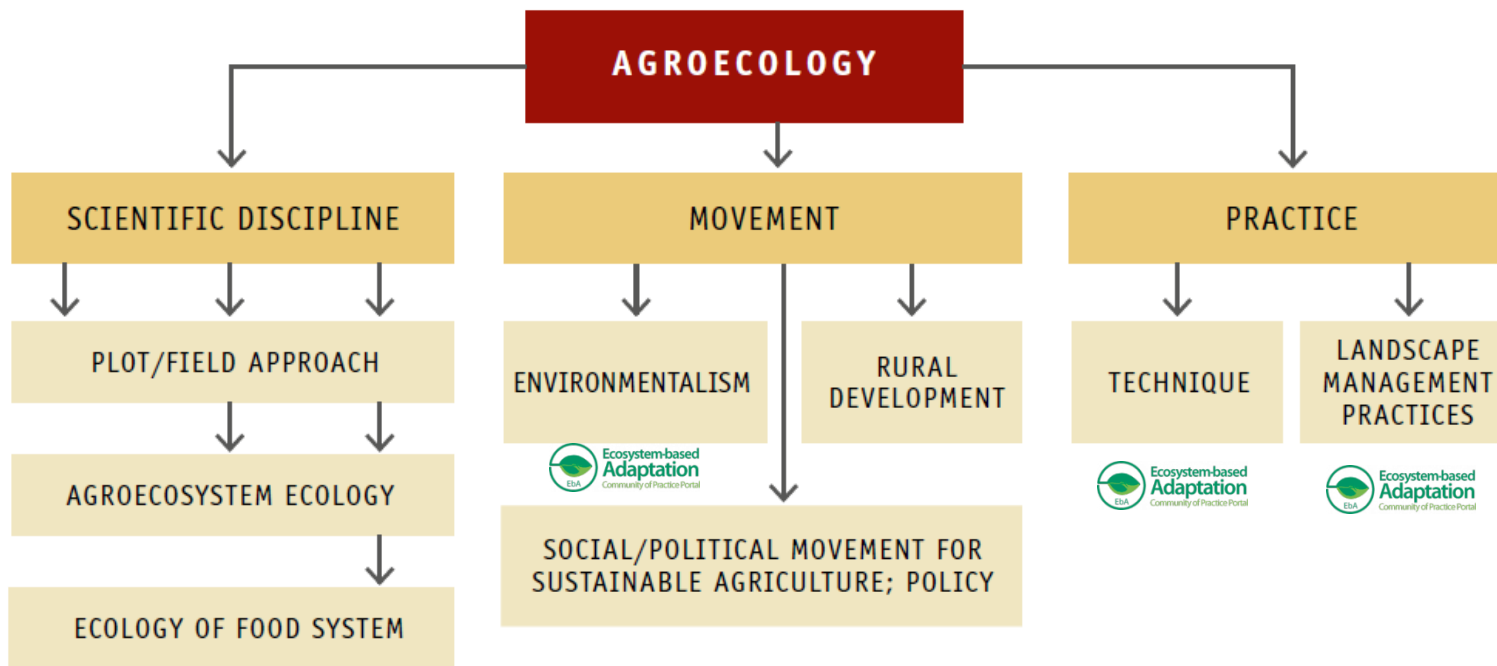 AGROECOLOGY
SCIENTIFIC DISCIPLINE
MOVEMENT
PRACTICE
PLOT/FIELD APPROACH
AGROECOSYSTEM ECOLOGY
ECOLOGY OF FOOD SYSTEM
ENVIRONMENTALISM
RURAL
DEVELOPMENT
Ecosystem-based
Adaptation
Community of Practice Portal
EbA
SOCIAL/POLITICAL MOVEMENT FOR
SUSTAINABLE AGRICULTURE; POLICY
TECHNIQUE
LANDSCAPE
MANAGEMENT
PRACTICES
Ecosystem-based
Adaptation
Community of Practice Portal
EbA
Ecosystem-based
Adaptation
Community of Practice Portal
EbA